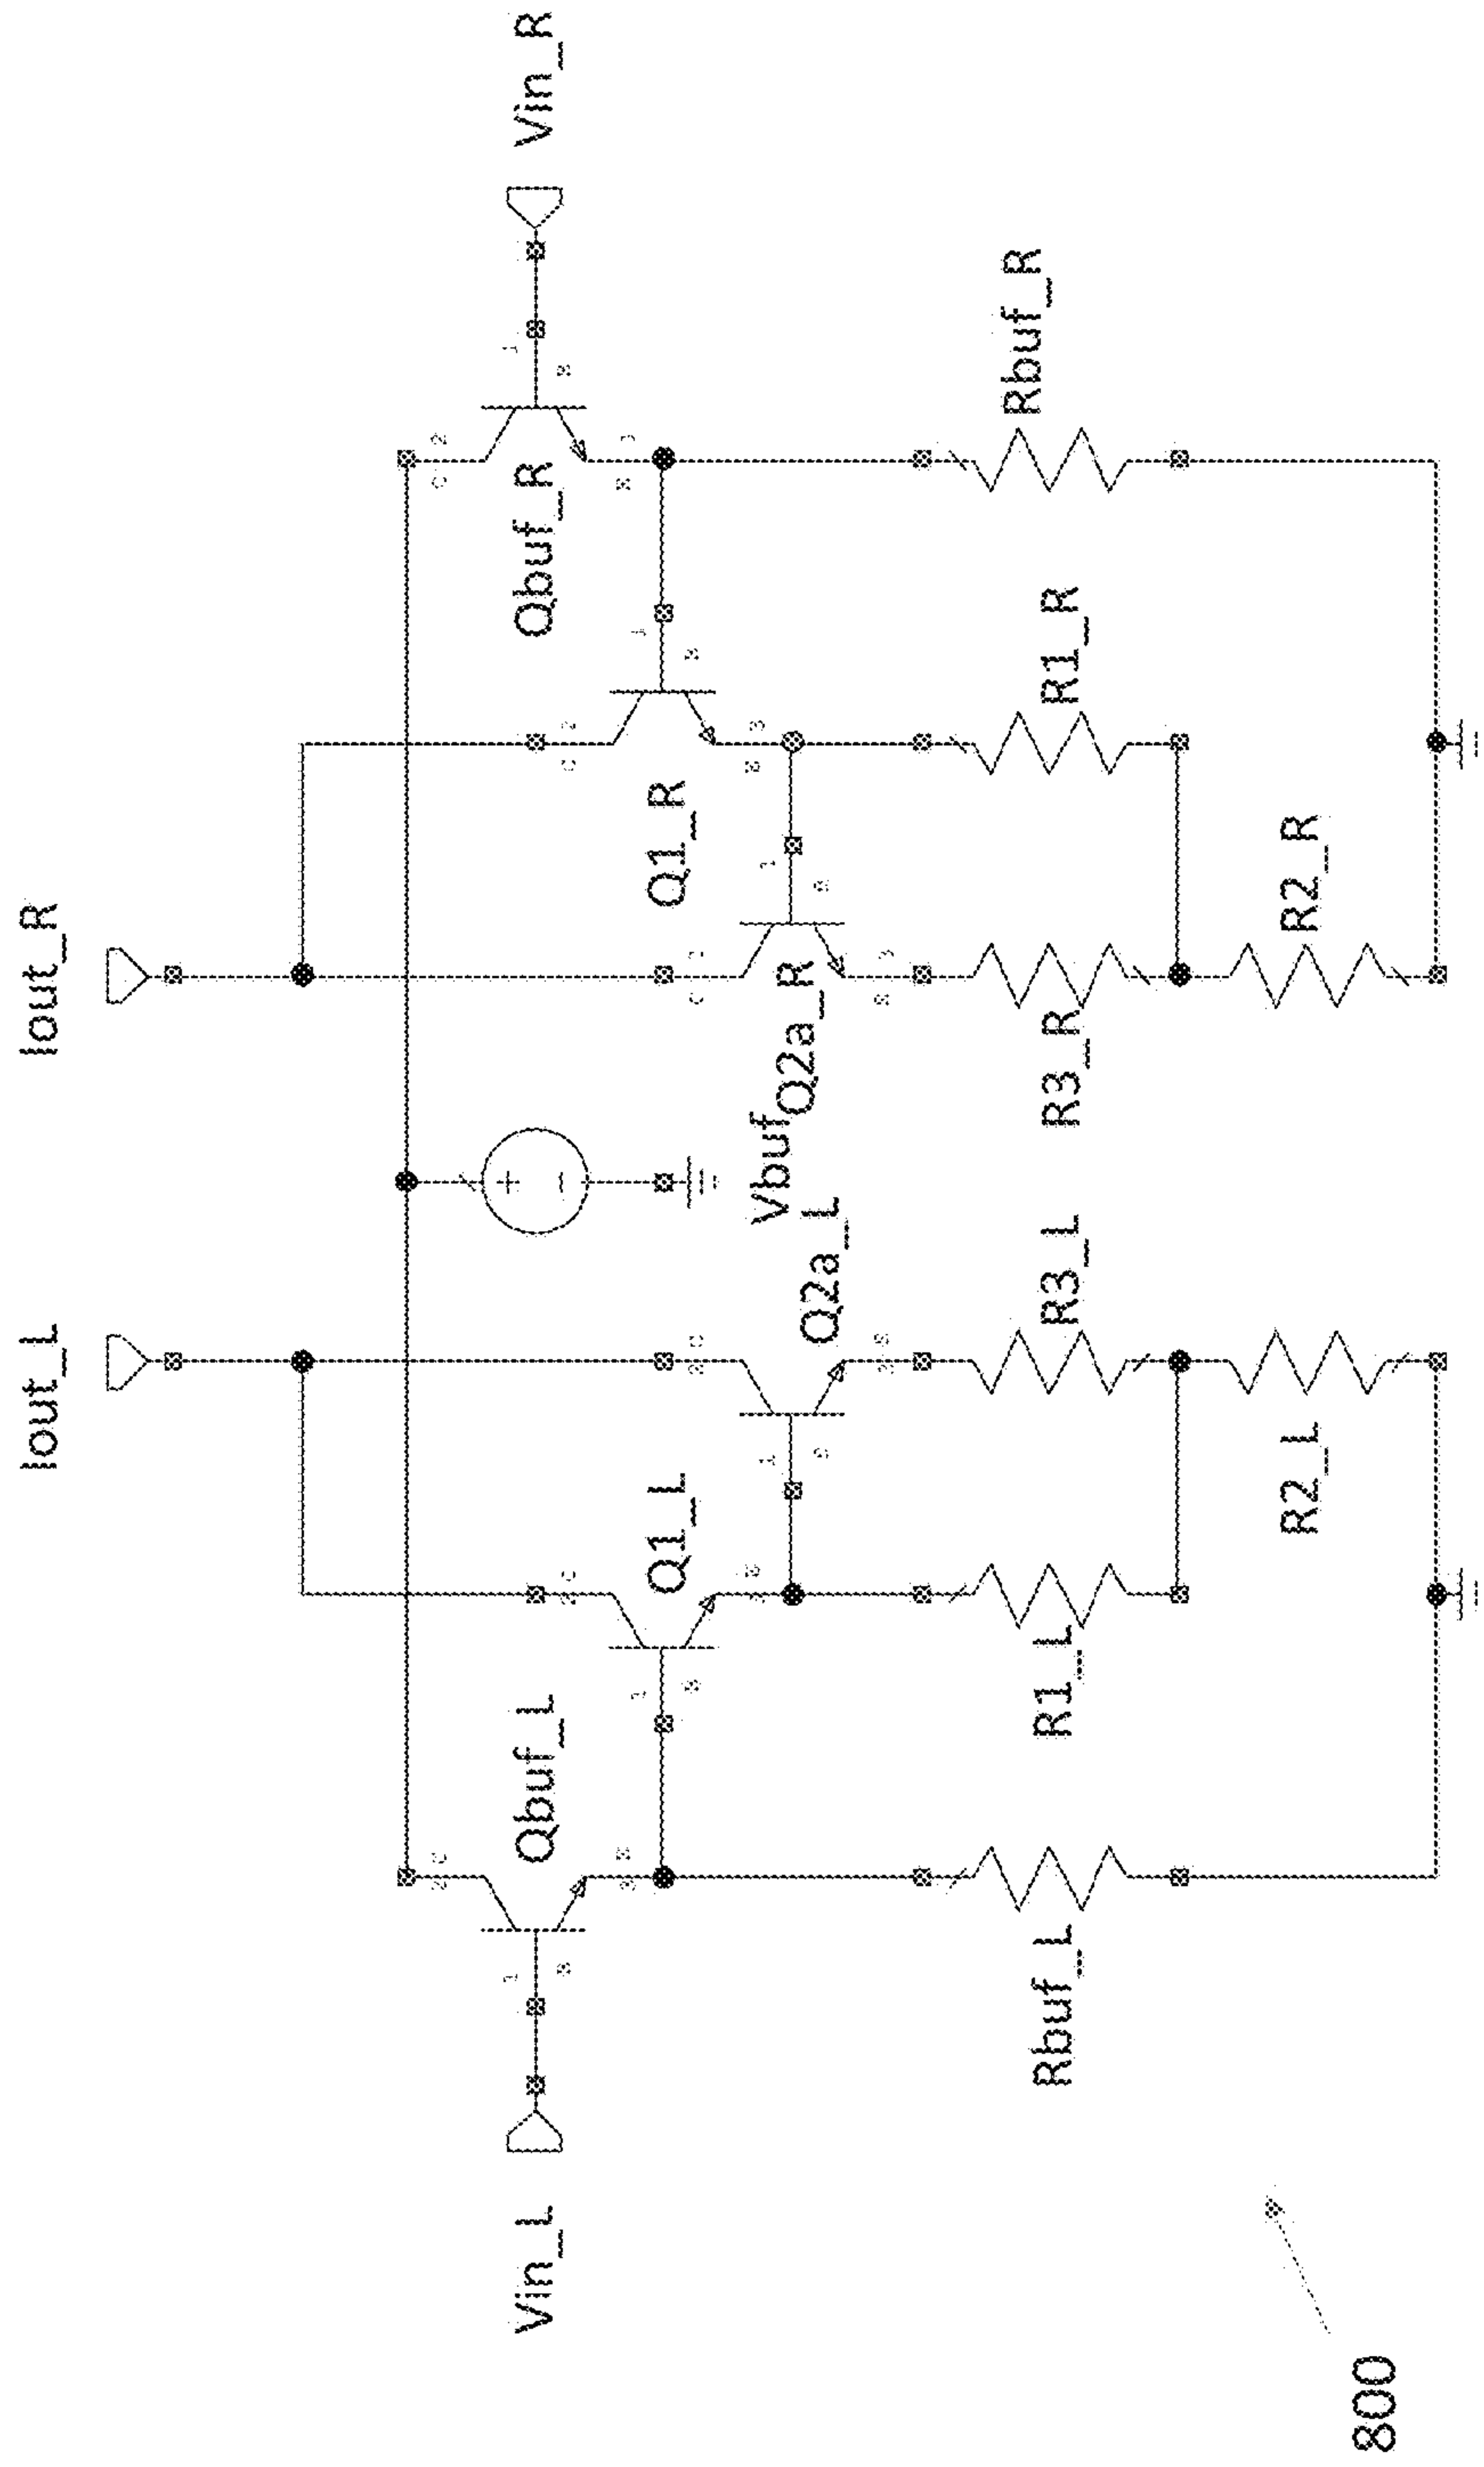 Iout_L
Iout_R
Vin_L
Qbuf_L
Qbuf_R
Vin_R
Q1_L
Q1_R
Vbuf
Q2a_L
Q2a_R
Rbuf_L
R1_L
R3_L
R3_R
R1_R
Rbuf_R
R2_L
R2_R
800